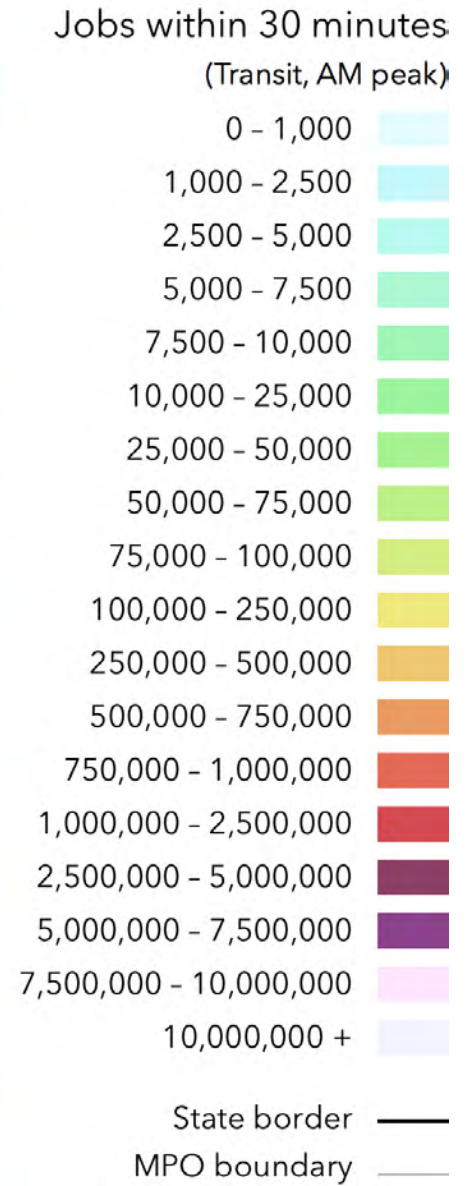 Jobs within 30 minutes
(Transit, AM peak)
0 – 1,000
1,000 – 2,500
2,500 – 5,000
5,000 – 7,500
7,500 – 10,000
10,000 – 25,000
25,000 – 50,000
50,000 – 75,000
75,000 – 100,000
100,000 – 250,000
250,000 – 500,000
500,000 – 750,000
750,000 – 1,000,000
1,000,000 – 2,500,000
2,500,000 – 5,000,000
5,000,000 – 7,500,000
7,500,000 – 10,000,000
10,000,000 +
State border
MPO boundary